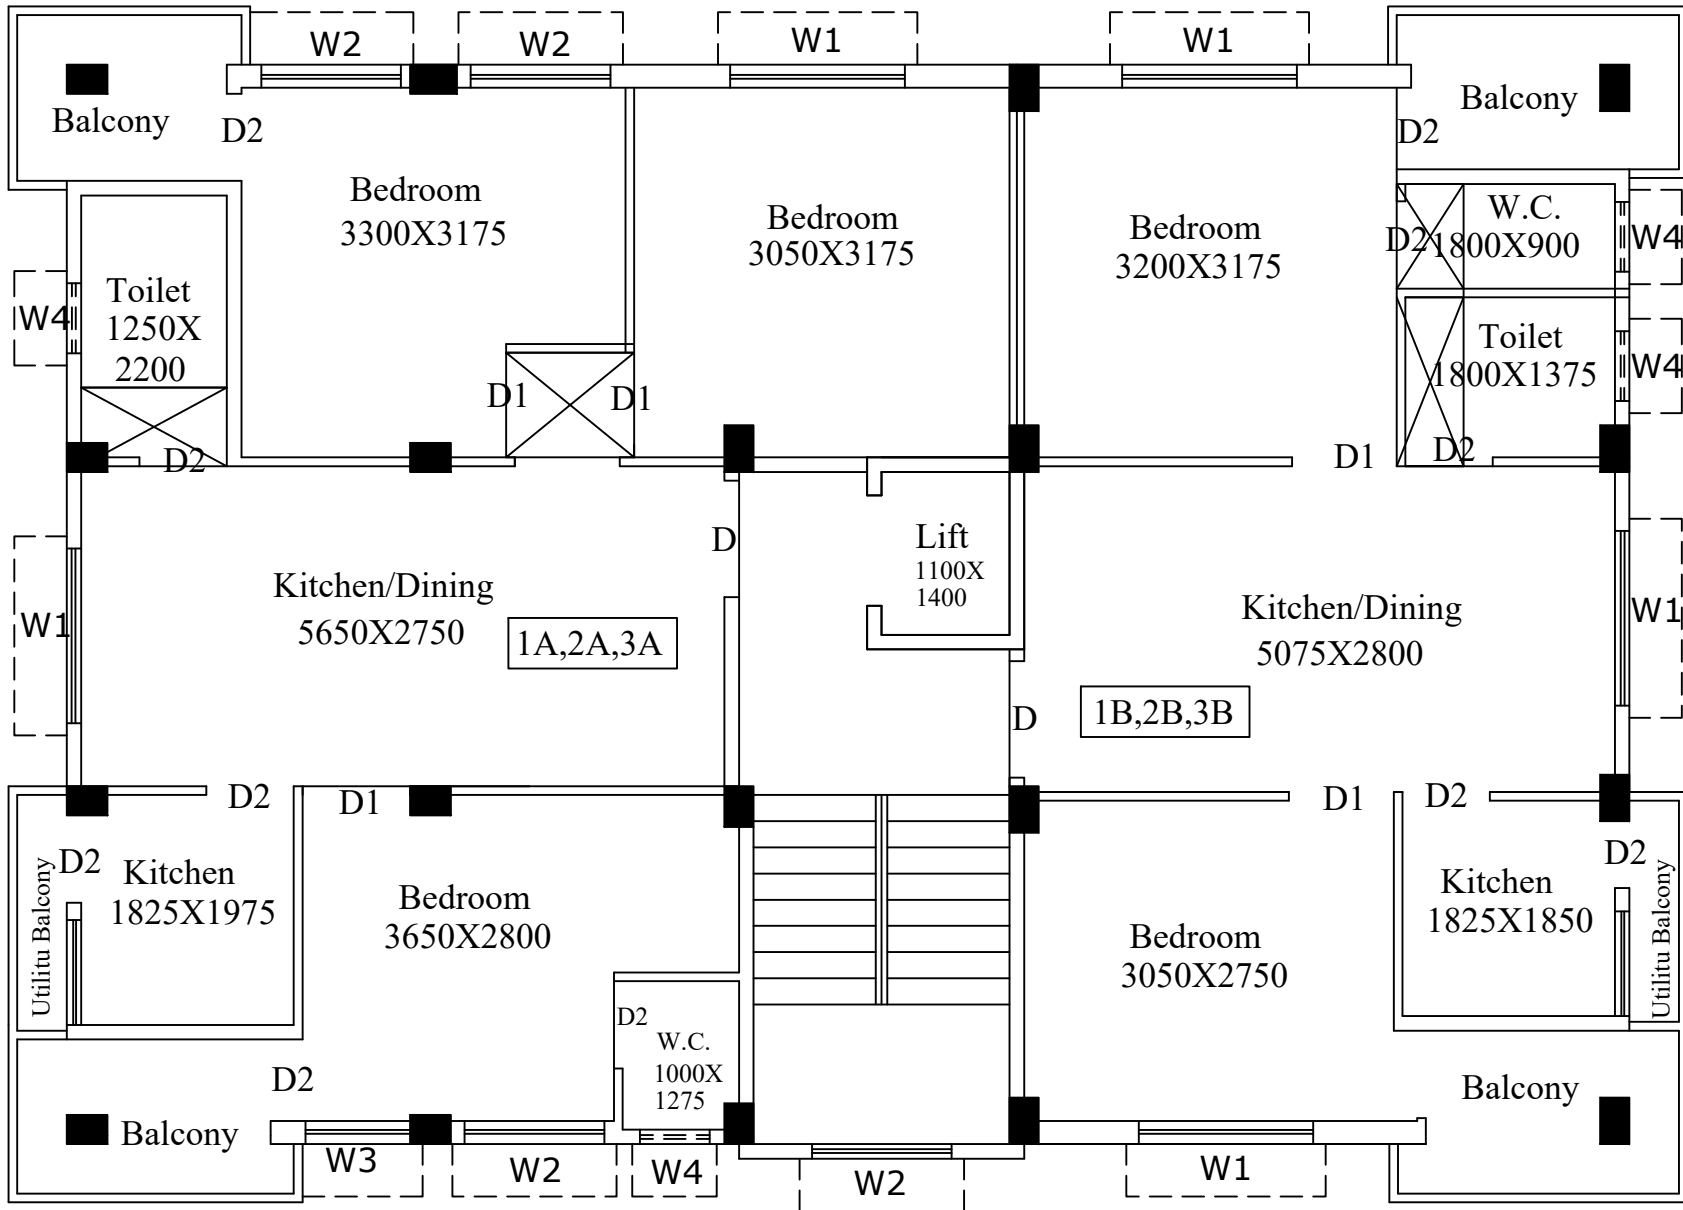 W2
W2
W1
W1
Balcony
D2
Balcony
D2
Bedroom
3300X3175
Bedroom
3050X3175
Bedroom
3200X3175
W.C.
1800X900
D2
W4
W4
Toilet
1250X
2200
D1
D1
Toilet
1800X1375
W4
D2
D1
D2
D
Lift
1100X
1400
Kitchen/Dining
5650X2750
1A,2A,3A
W1
Kitchen/Dining
5075X2800
W1
D
1B,2B,3B
D2
D1
D1
D2
D2
Kitchen
1825X1975
Utilitu Balcony
Bedroom
3650X2800
Bedroom
3050X2750
Kitchen
1825X1850
D2
Utilitu Balcony
D2
W.C.
1000X
1275
D2
Balcony
Balcony
W3
W2
W4
W2
W1